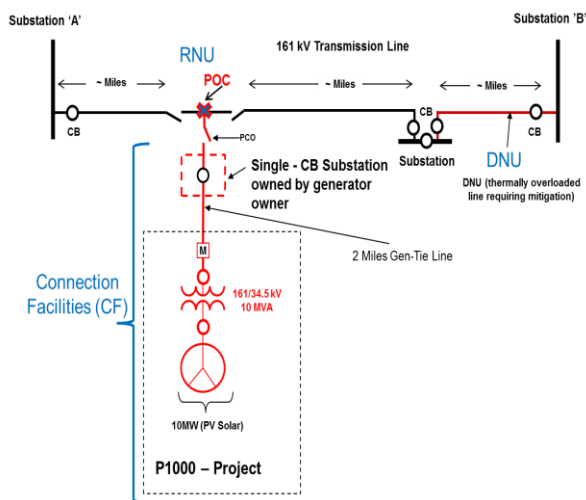 Substation 'A'
Substation 'B'
RNU
161 kV Transmission Line
POC
~ Miles
~ Miles
~ Miles
CB
CB
CB
PCO
Substation
DNU
DNU (thermally overloaded
line requiring mitigation)
Single - CB Substation
owned by generator
owner
2 Miles Gen-Tie Line
M
Connection
Facilities (CF)
161/34.5 kV
10 MVA
10MW (PV Solar)
P1000 – Project